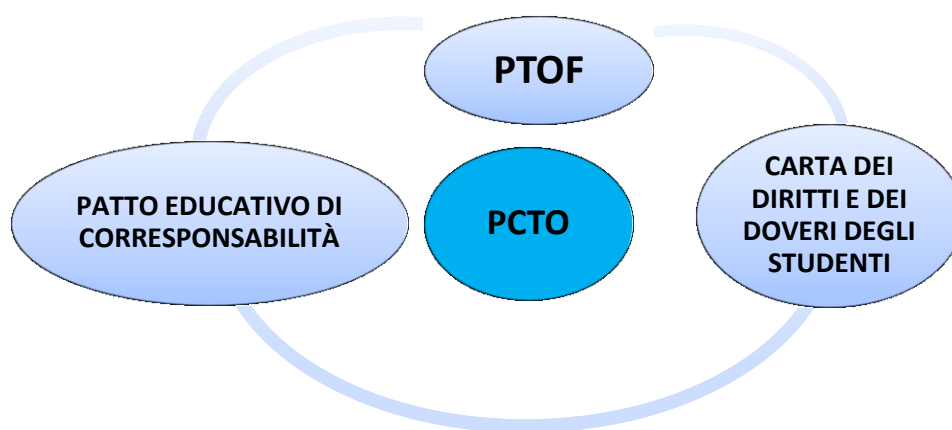 PTOF
PATTO EDUCATIVO DI
CORRESPONSABILITÀ
PCTO
CARTA DEI
DIRITTI E DEI
DOVERI DEGLI
STUDENTI